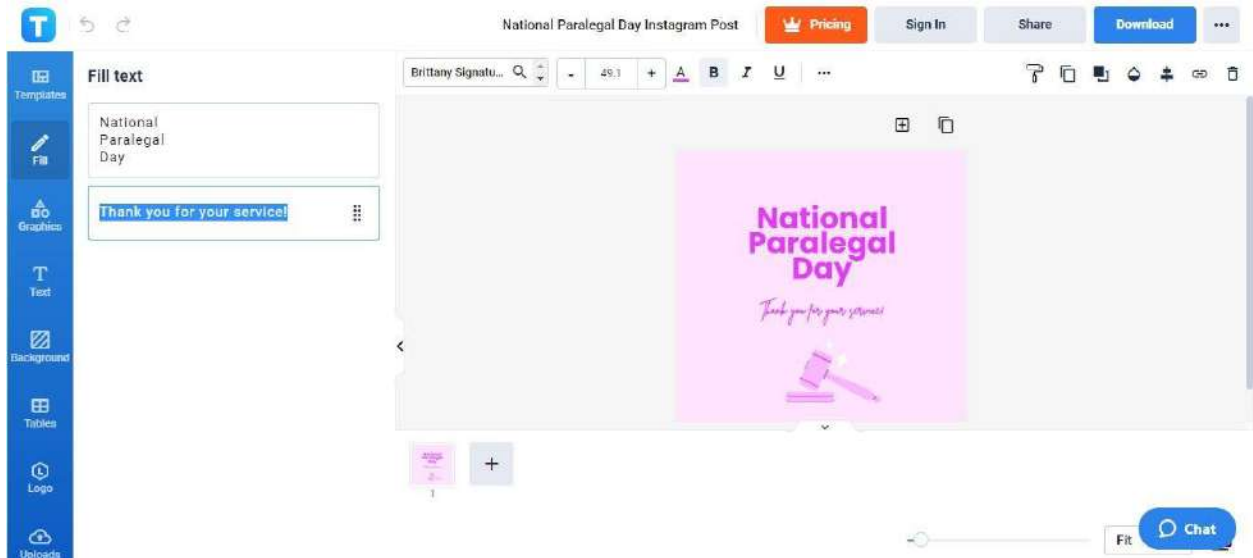 T
National Paralegal Day Instagram Post
Pricing
Sign In
Share
Download
Templates
Fill
Graphics
T
Text
Background
Tables
Logo
Uploads
Fill text
National
Paralegal
Day
Thank you for your service!
Brittany Signatu...
- 49.1 +
A B I U
National
Paralegal
Day
Thank you for your service!
1
Fit
Chat